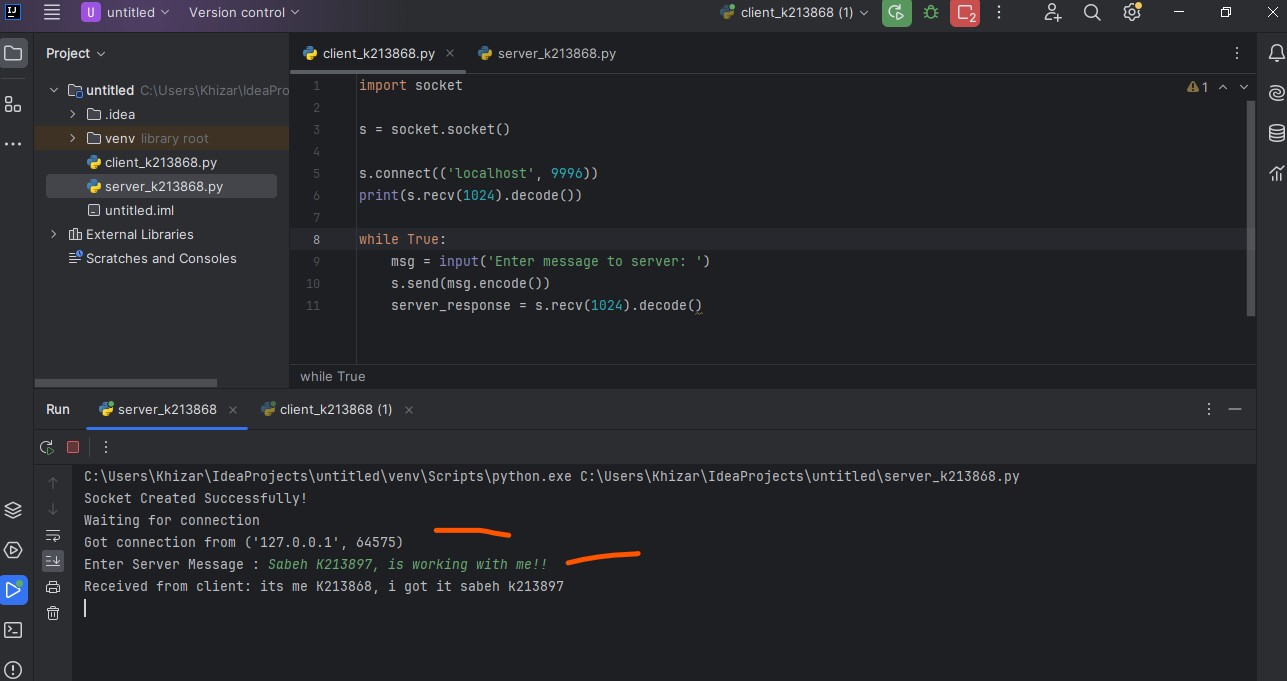 U untitled Version control client_k213868 (1) 2
Project
untitled C:\Users\Khizar\IdeaPro
.idea
venv library root
client_k213868.py
server_k213868.py
untitled.iml
External Libraries
Scratches and Consoles
client_k213868.py server_k213868.py
1 import socket
2
3 s = socket.socket()
4
5 s.connect(('localhost', 9996))
6 print(s.recv(1024).decode())
7
8 while True:
9 msg = input('Enter message to server: ')
10 s.send(msg.encode())
11 server_response = s.recv(1024).decode()
1
while True
Run server_k213868 client_k213868 (1)
C:\Users\Khizar\IdeaProjects\untitled\venv\Scripts\python.exe C:\Users\Khizar\IdeaProjects\untitled\server_k213868.py
Socket Created Successfully!
Waiting for connection
Got connection from ('127.0.0.1', 64575)
Enter Server Message : Sabeh K213897, is working with me!!
Received from client: its me K213868, i got it sabeh k213897